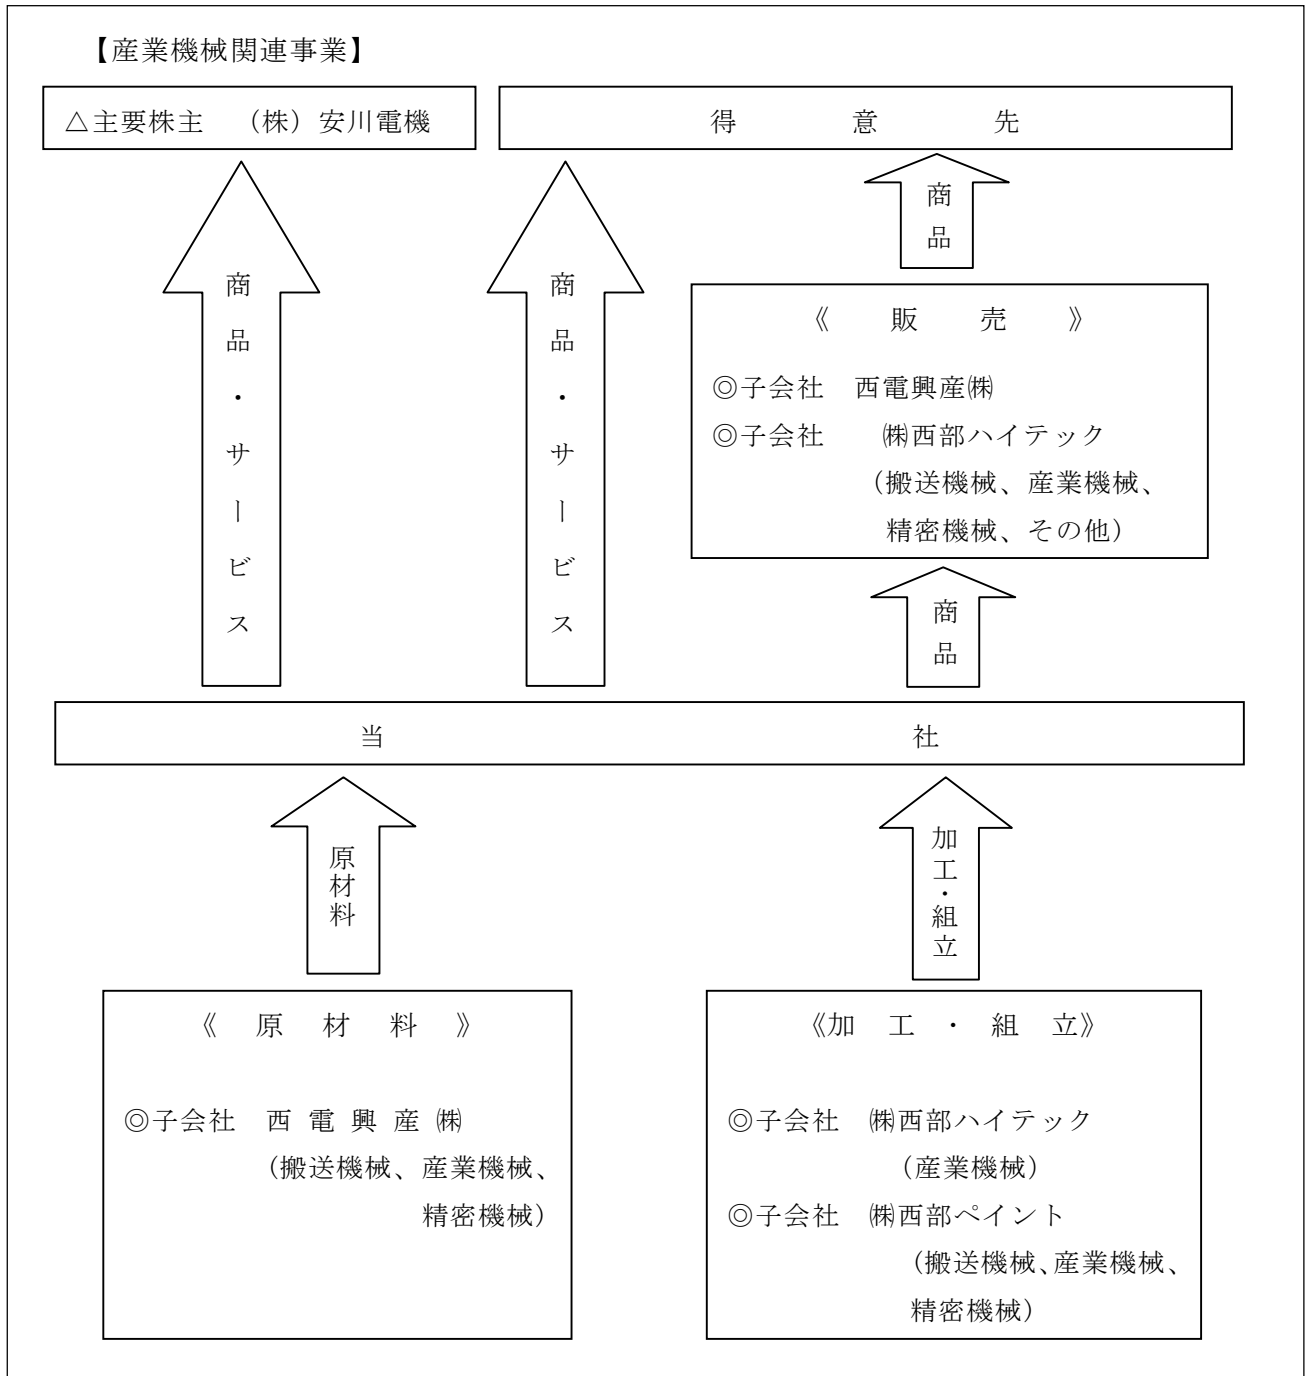 【産業機械関連事業】
△主要株主 (株)安川電機
得意先
商品
商品・サービス
商品・サービス
《販売》
◎子会社 西電興産㈱
◎子会社 ㈱西部ハイテック
(搬送機械、産業機械、
精密機械、その他)
商品
当社
原材料
加工・組立
《原材料》
◎子会社 西電興産㈱
(搬送機械、産業機械、
精密機械)
《加工・組立》
◎子会社 ㈱西部ハイテック
(産業機械)
◎子会社 ㈱西部ペイント
(搬送機械、産業機械、
精密機械)